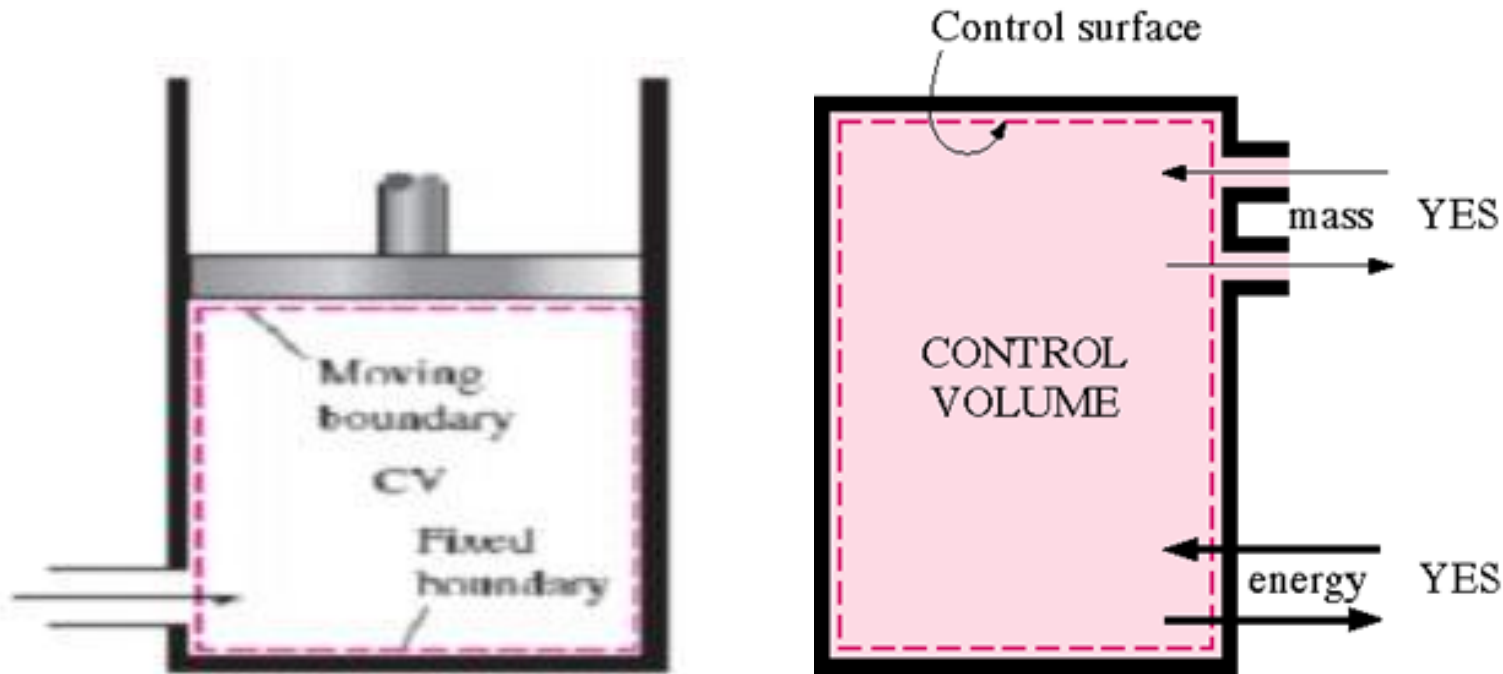 Moving
boundary
CV
Fixed
boundary
Control surface
mass YES
CONTROL
VOLUME
energy YES